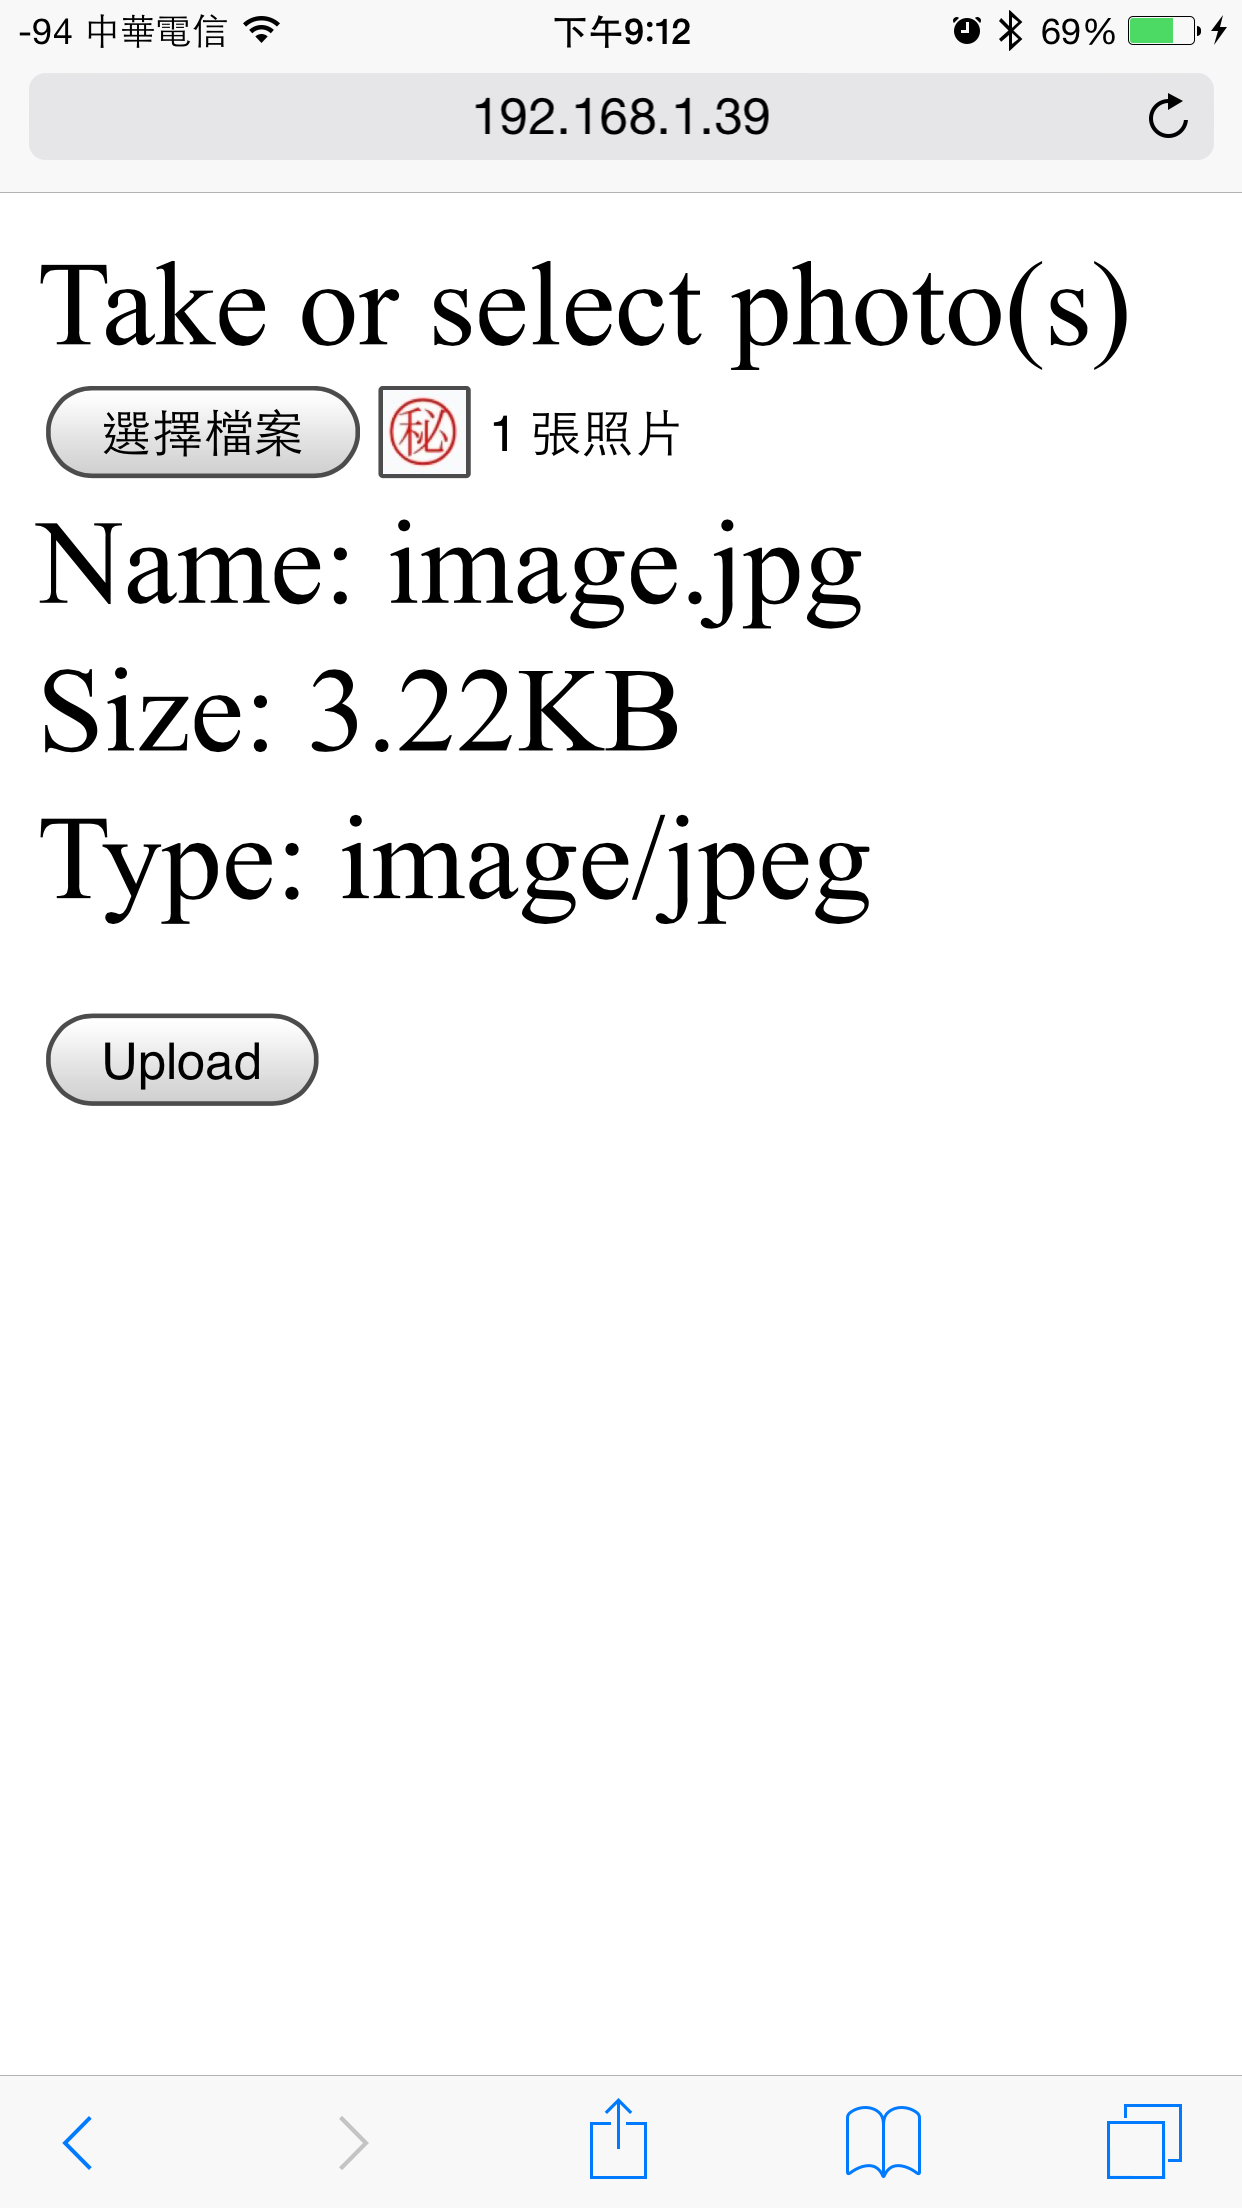 -94 中華電信 下午9:12 69%
192.168.1.39
Take or select photo(s)
選擇檔案 ㊙ 1 張照片
Name: image.jpg
Size: 3.22KB
Type: image/jpeg
Upload